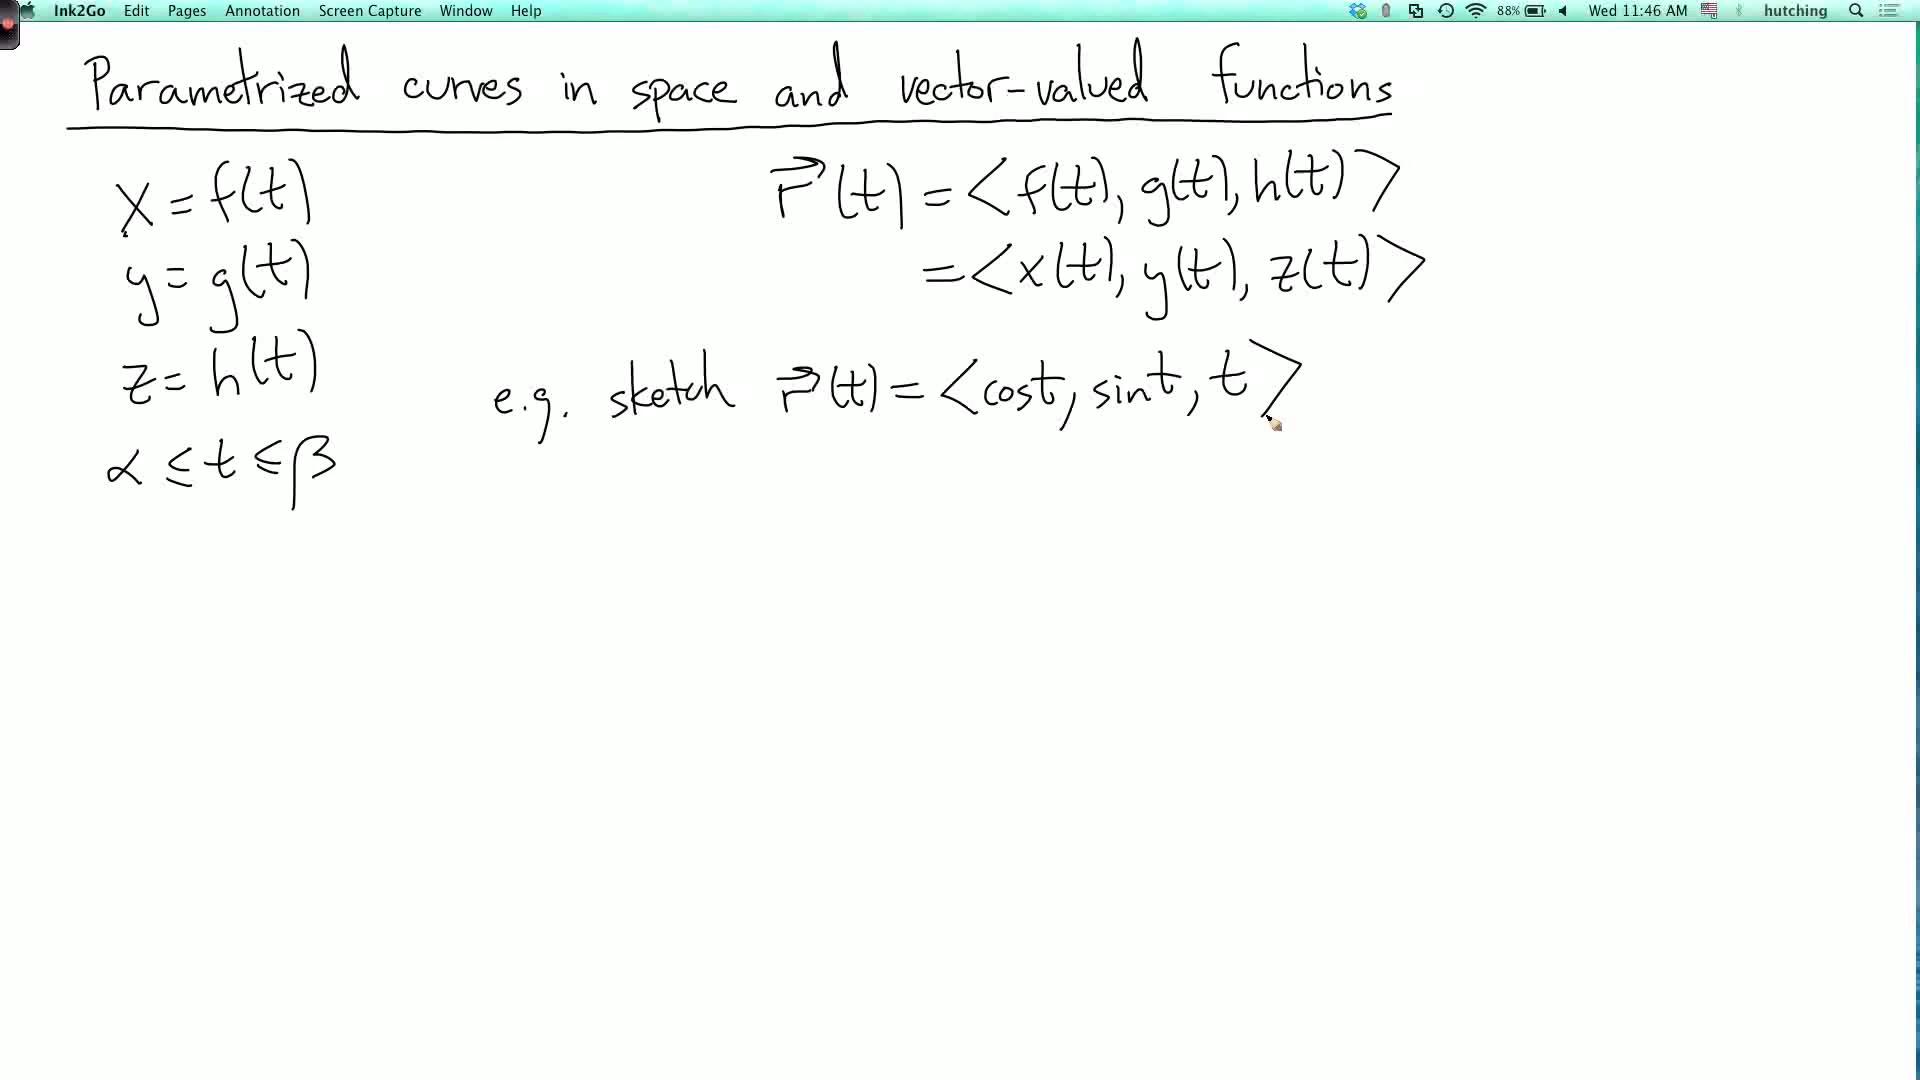 Ink2Go Edit Pages Annotation Screen Capture Window Help 88% Wed 11:46 AM hutching
Parametrized curves in space and vector-valued functions
x = f(t)
y = g(t)
z = h(t)
α ≤ t ≤ β
r⃗(t) = <f(t), g(t), h(t)>
= <x(t), y(t), z(t)>
e.g. sketch r⃗(t) = <cost, sint, t>